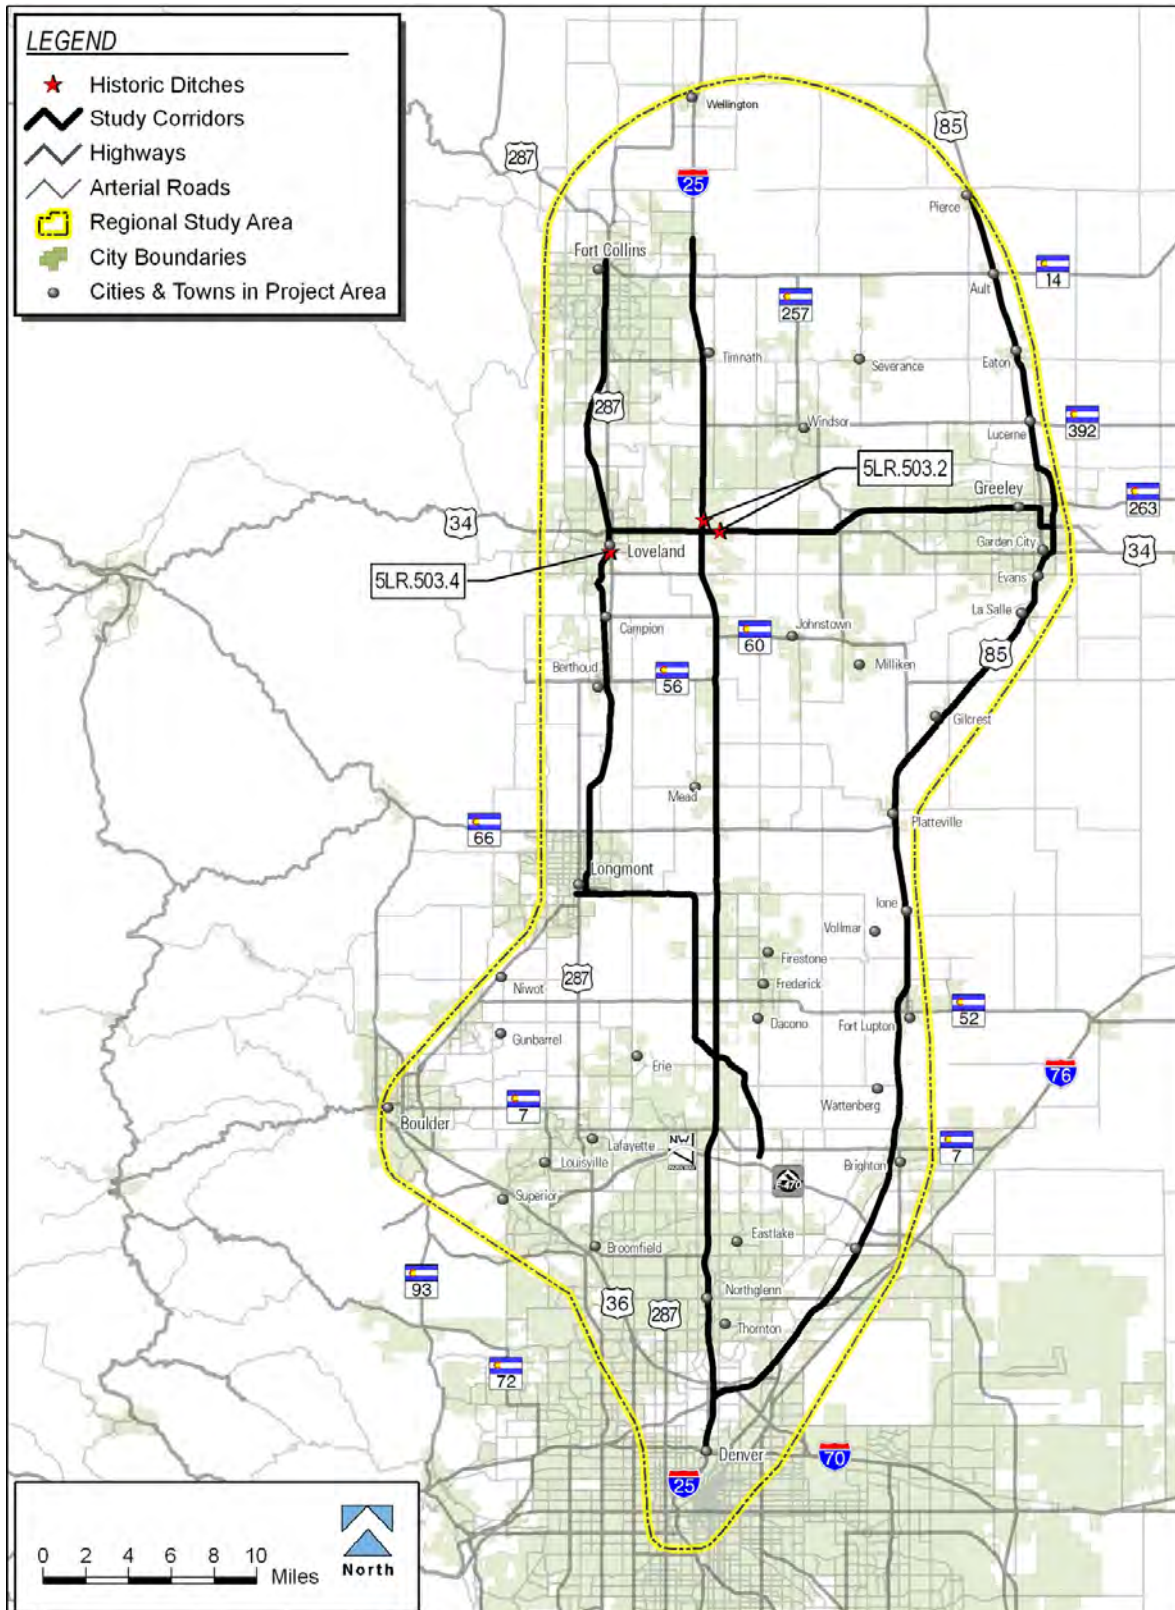 LEGEND
Historic Ditches
Study Corridors
Highways
Arterial Roads
Regional Study Area
City Boundaries
Cities & Towns in Project Area
Wellington
85
287
25
Pierce
Fort Collins
14
Ault
257
Timnath
Severance
Eaton
287
Windsor
Lucerne
392
5LR.503.2
Greeley
263
34
Loveland
Garden City
34
5LR.503.4
Evans
La Salle
Campion
60
Johnstown
85
Berthoud
56
Milliken
Gilcrest
Mead
66
Platteville
Longmont
Ione
Vollmar
Firestone
287
Niwot
Frederick
52
Dacono
Fort Lupton
Gunbarrel
Erie
76
Wattenberg
7
Boulder
Lafayette
NW
7
Louisville
Brighton
E-470
Superior
Eastlake
Broomfield
93
Northglenn
36
287
Thornton
72
Denver
70
25
0 2 4 6 8 10
Miles
North